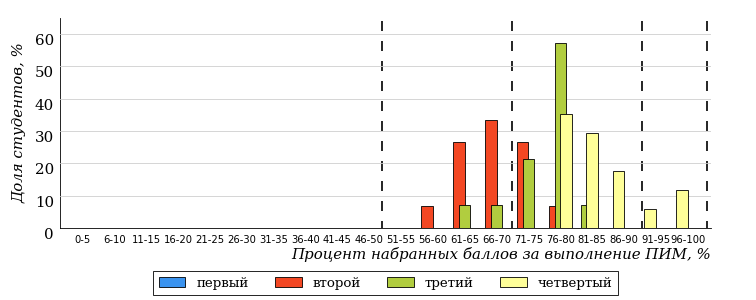 Доля студентов, %
60
50
40
30
20
10
0
0-5 6-10 11-15 16-20 21-25 26-30 31-35 36-40 41-45 46-50 51-55 56-60 61-65 66-70 71-75 76-80 81-85 86-90 91-95 96-100
Процент набранных баллов за выполнение ПИМ, %
первый второй третий четвертый